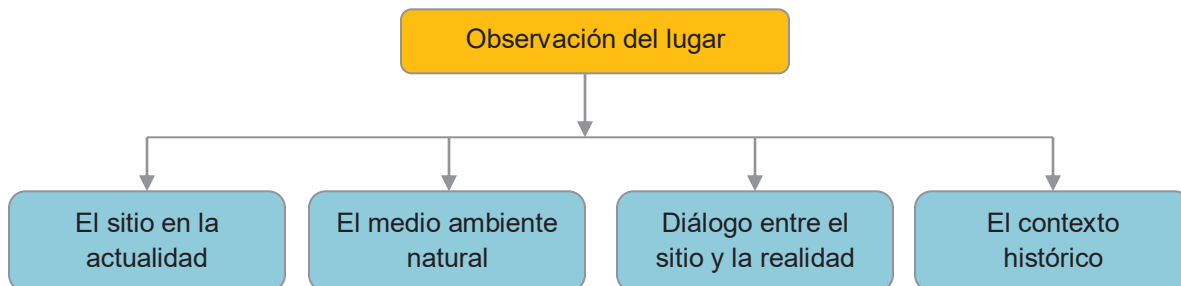 Observación del lugar
El sitio en la
actualidad
El medio ambiente
natural
Diálogo entre el
sitio y la realidad
El contexto
histórico